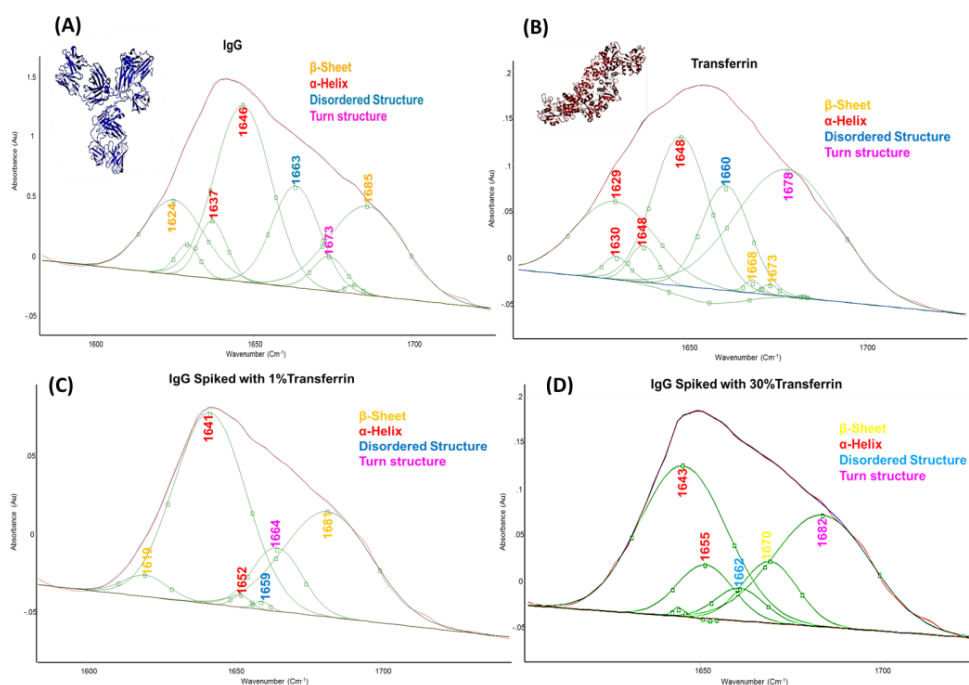 (A)
IgG
β-Sheet
α-Helix
Disordered Structure
Turn structure
1.5
1
0.5
0
-.05
Absorbance (Au)
1624
1637
1646
1663
1673
1685
1600
1650
1700
Wavenumber (Cm-1)
(B)
Transferrin
β-Sheet
α-Helix
Disordered Structure
Turn structure
.2
.15
.1
.05
0
-.05
Absorbance (Au)
1629
1630
1648
1648
1660
1668
1673
1678
1650
1700
Wavenumber (Cm-1)
(C)
IgG Spiked with 1%Transferrin
β-Sheet
α-Helix
Disordered Structure
Turn structure
.1
.05
0
-.05
Absorbance (Au)
1619
1641
1652
1659
1664
1681
1600
1650
1700
Wavenumber (Cm-1)
(D)
IgG Spiked with 30%Transferrin
β-Sheet
α-Helix
Disordered Structure
Turn structure
.2
.15
.1
.05
0
-.05
Absorbance (Au)
1643
1655
1662
1670
1682
1650
1700
Wavenumber (Cm-1)